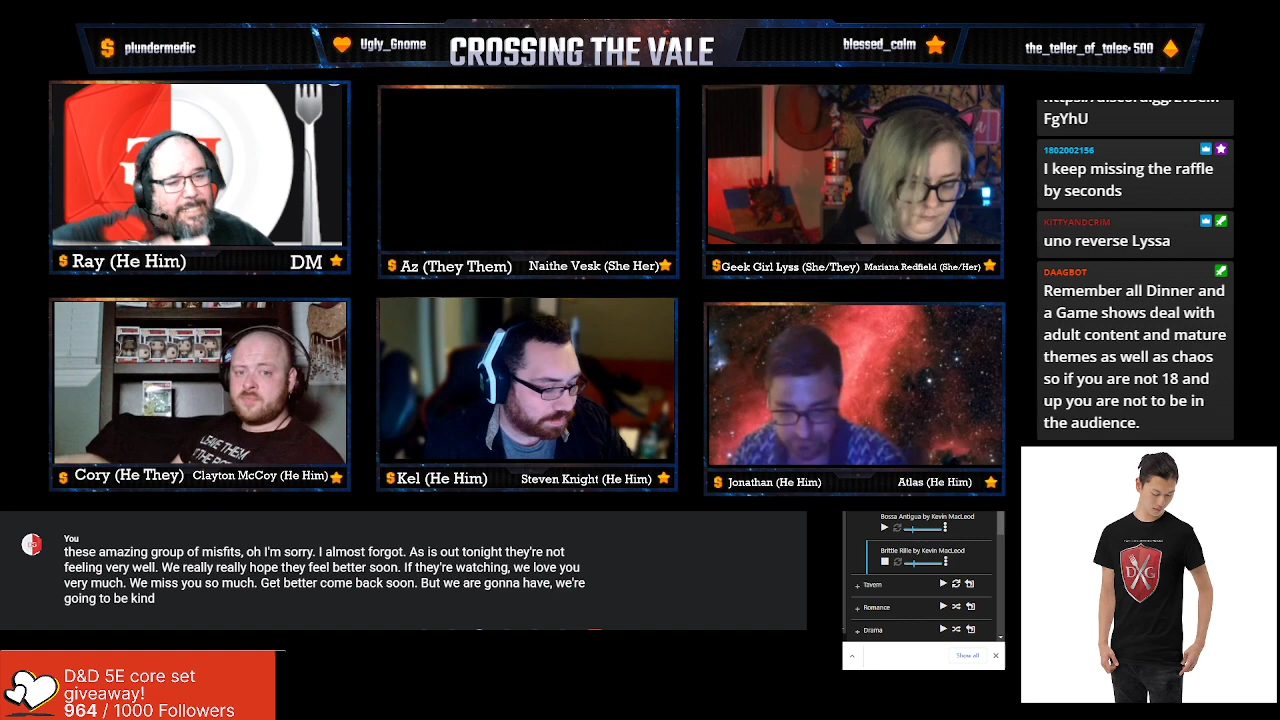 plundermedic
Ugly_Gnome
CROSSING THE VALE
blessed_calm
the_teller_of_tales• 500
Ray (He Him)
DM
Az (They Them)
Naithe Vesk (She Her)
Geek Girl Lyss (She/They)
Mariana Redfield (She/Her)
LEAVE THEM
Cory (He They)
Clayton McCoy (He Him)
Kel (He Him)
Steven Knight (He Him)
Jonathan (He Him)
Atlas (He Him)
FgYhU
1802002156
I keep missing the raffle
by seconds
KITTYANDCRIM
uno reverse Lyssa
DAAGBOT
Remember all Dinner and
a Game shows deal with
adult content and mature
themes as well as chaos
so if you are not 18 and
up you are not to be in
the audience.
You
these amazing group of misfits, oh I'm sorry. I almost forgot. As is out tonight they're not
feeling very well. We really really hope they feel better soon. If they're watching, we love you
very much. We miss you so much. Get better come back soon. But we are gonna have, we're
going to be kind
Bossa Antigua by Kevin MacLeod
Brittle Rille by Kevin MacLeod
Tavern
Romance
Drama
Show all
D&D 5E core set
giveaway!
964 / 1000 Followers